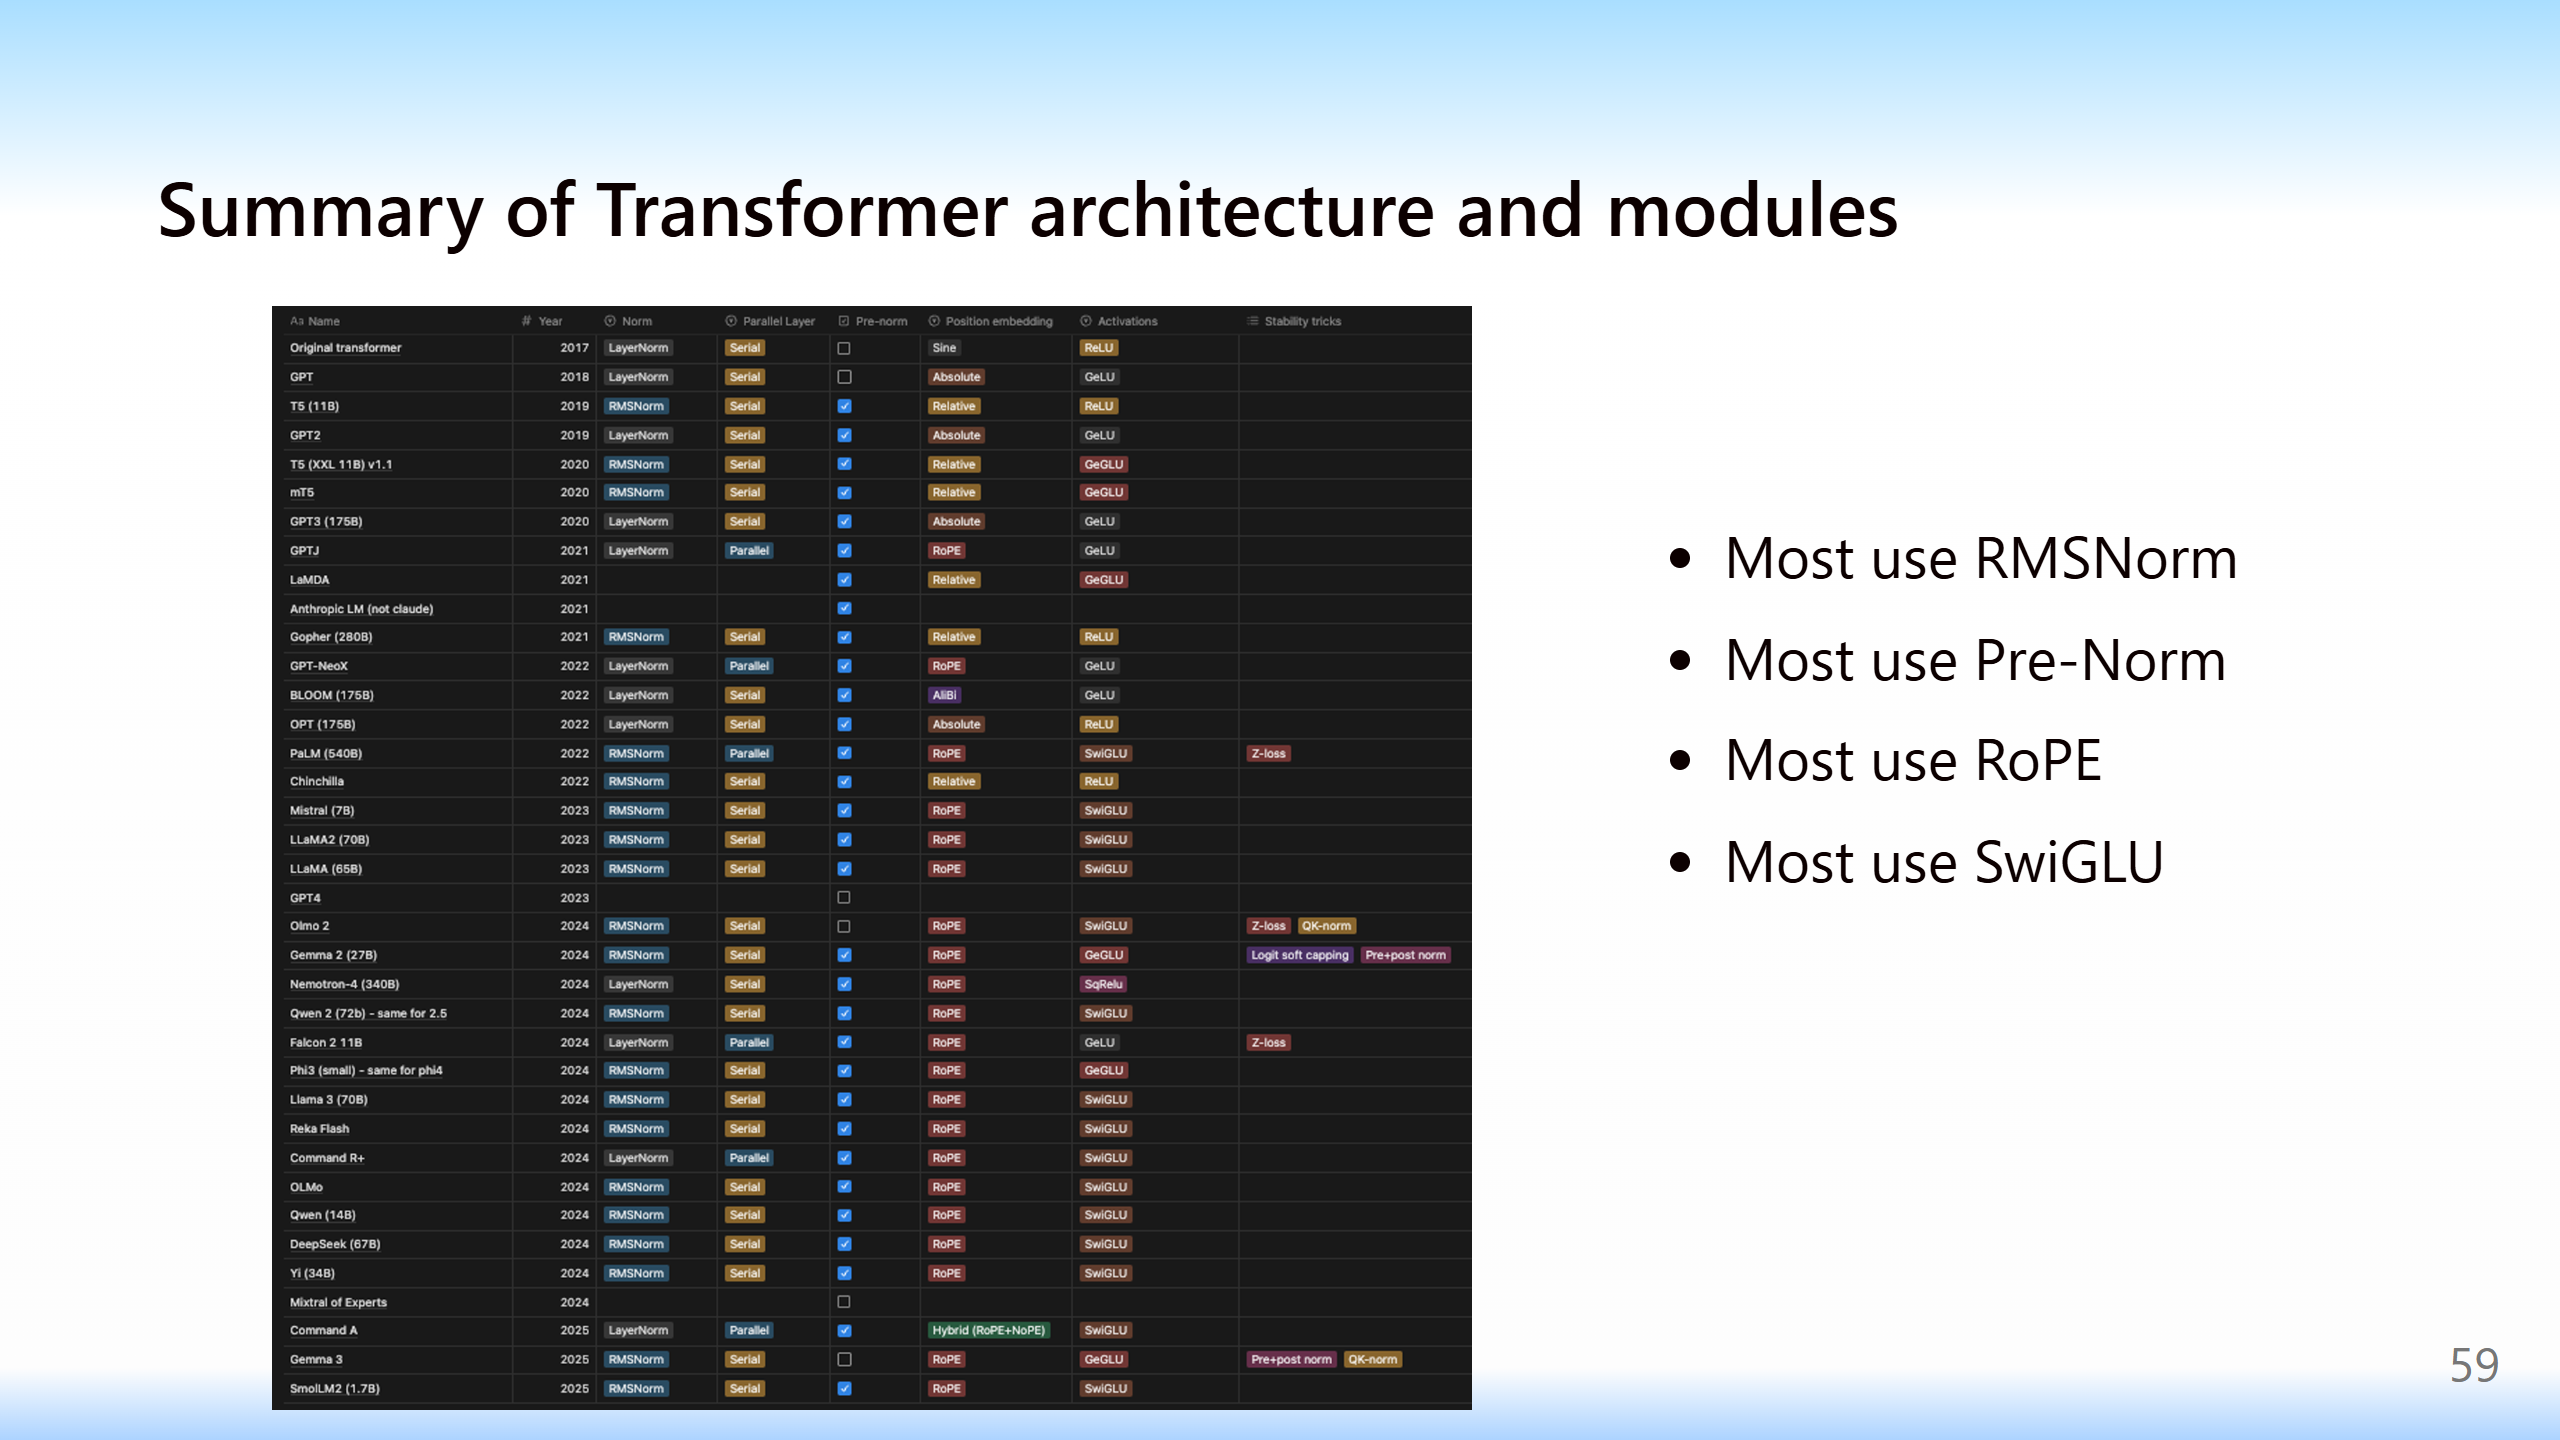 Summary of Transformer architecture and modules
Aa Name # Year Norm Parallel Layer Pre-norm Position embedding Activations Stability tricks
Original transformer 2017 LayerNorm Serial Sine ReLU
GPT 2018 LayerNorm Serial Absolute GeLU
T5 (11B) 2019 RMSNorm Serial Relative ReLU
GPT2 2019 LayerNorm Serial Absolute GeLU
T5 (XXL 11B) v1.1 2020 RMSNorm Serial Relative GeGLU
mT5 2020 RMSNorm Serial Relative GeGLU
GPT3 (175B) 2020 LayerNorm Serial Absolute GeLU
GPTJ 2021 LayerNorm Parallel RoPE GeLU
LaMDA 2021 Relative GeGLU
Anthropic LM (not claude) 2021
Gopher (280B) 2021 RMSNorm Serial Relative ReLU
GPT-NeoX 2022 LayerNorm Parallel RoPE GeLU
BLOOM (175B) 2022 LayerNorm Serial AliBi GeLU
OPT (175B) 2022 LayerNorm Serial Absolute ReLU
PaLM (540B) 2022 RMSNorm Parallel RoPE SwiGLU Z-loss
Chinchilla 2022 RMSNorm Serial Relative ReLU
Mistral (7B) 2023 RMSNorm Serial RoPE SwiGLU
LLaMA2 (70B) 2023 RMSNorm Serial RoPE SwiGLU
LLaMA (65B) 2023 RMSNorm Serial RoPE SwiGLU
GPT4 2023
Olmo 2 2024 RMSNorm Serial RoPE SwiGLU Z-loss QK-norm
Gemma 2 (27B) 2024 RMSNorm Serial RoPE GeGLU Logit soft capping Pre+post norm
Nemotron-4 (340B) 2024 LayerNorm Serial RoPE SqRelu
Qwen 2 (72b) - same for 2.5 2024 RMSNorm Serial RoPE SwiGLU
Falcon 2 11B 2024 LayerNorm Parallel RoPE GeLU Z-loss
Phi3 (small) - same for phi4 2024 RMSNorm Serial RoPE GeGLU
Llama 3 (70B) 2024 RMSNorm Serial RoPE SwiGLU
Reka Flash 2024 RMSNorm Serial RoPE SwiGLU
Command R+ 2024 LayerNorm Parallel RoPE SwiGLU
OLMo 2024 RMSNorm Serial RoPE SwiGLU
Qwen (14B) 2024 RMSNorm Serial RoPE SwiGLU
DeepSeek (67B) 2024 RMSNorm Serial RoPE SwiGLU
Yi (34B) 2024 RMSNorm Serial RoPE SwiGLU
Mixtral of Experts 2024
Command A 2025 LayerNorm Parallel Hybrid (RoPE+NoPE) SwiGLU
Gemma 3 2025 RMSNorm Serial RoPE GeGLU Pre+post norm QK-norm
SmolLM2 (1.7B) 2025 RMSNorm Serial RoPE SwiGLU
• Most use RMSNorm
• Most use Pre-Norm
• Most use RoPE
• Most use SwiGLU
59